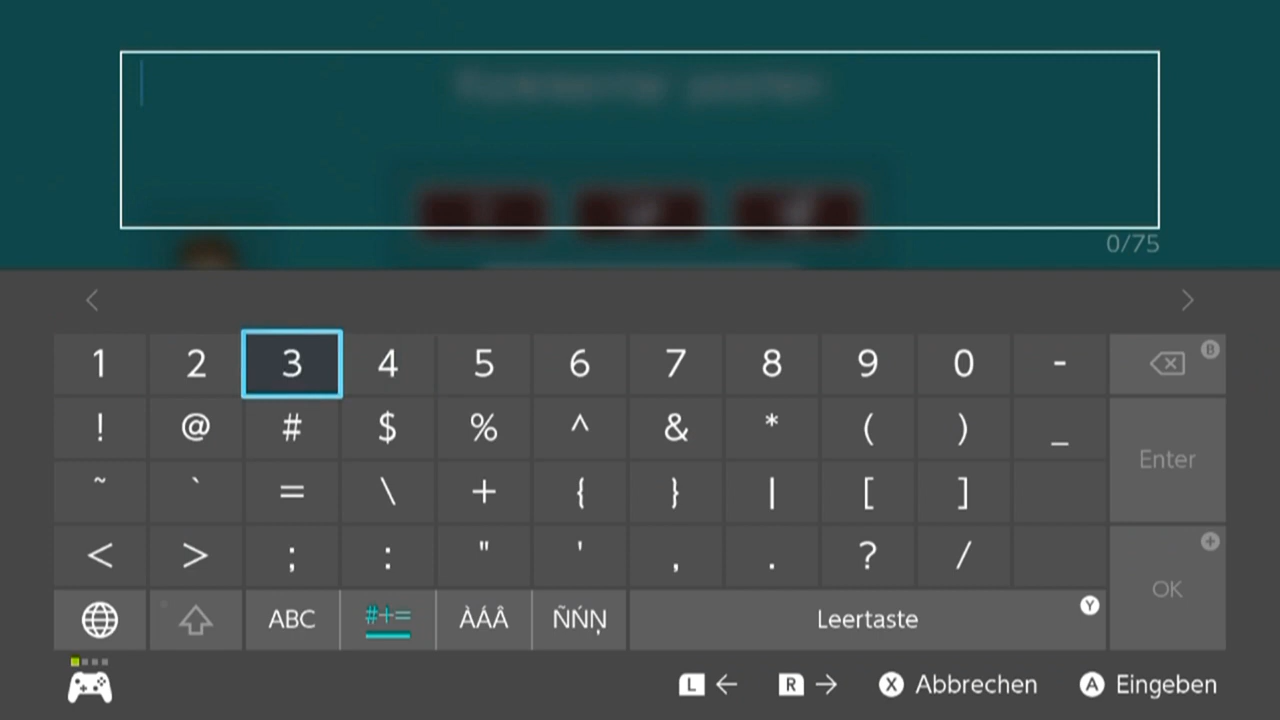 0/75
1 2 3 4 5 6 7 8 9 0 -
! @ # $ % ^ & * ( ) _
~ ` = \ + { } | [ ]
< > ; : " ' , . ? /
ABC #+= ÀÁÂ ÑŃŅ Leertaste
B
Enter
+
OK
Y
L ← R → X Abbrechen A Eingeben